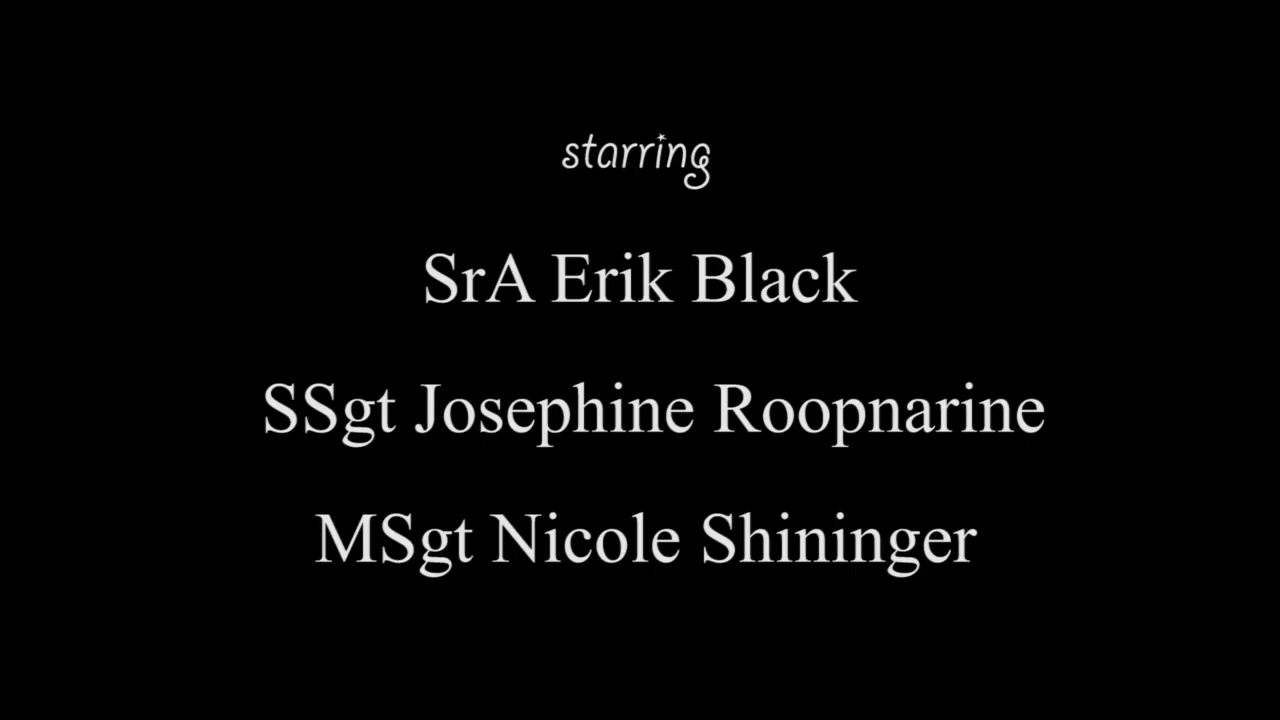 starring
SrA Erik Black
SSgt Josephine Roopnarine
MSgt Nicole Shininger